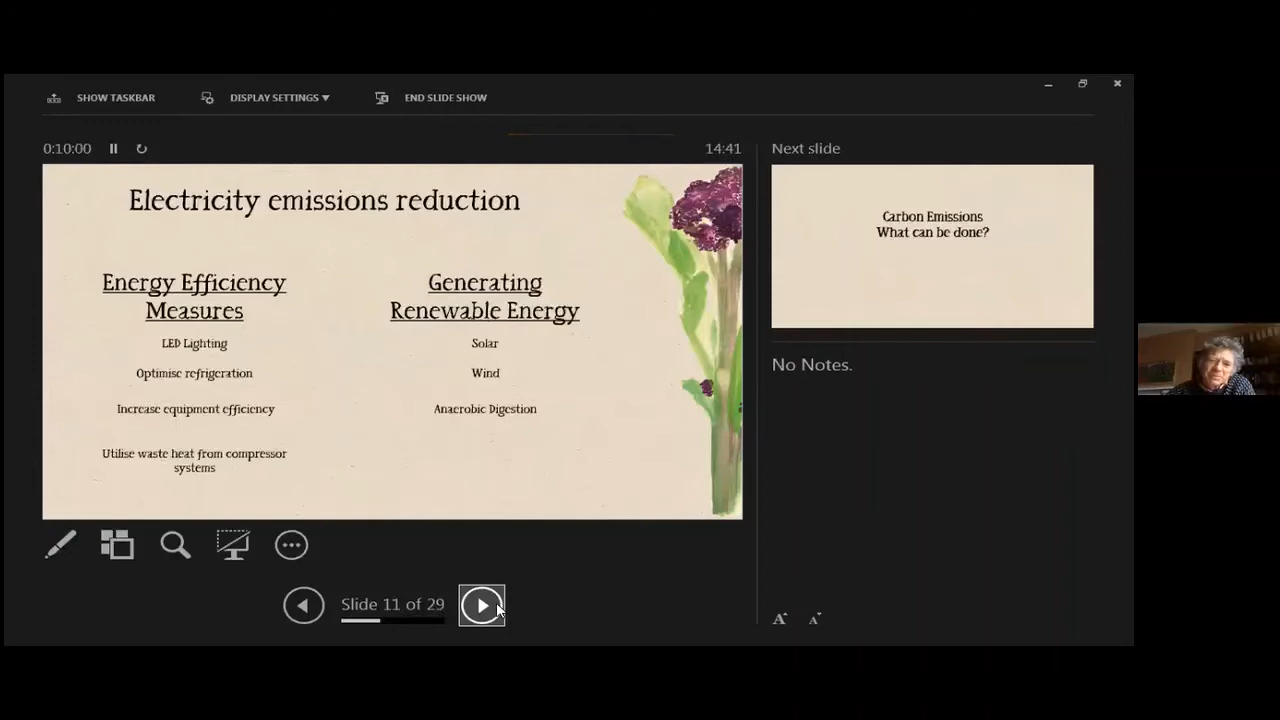 SHOW TASKBAR
DISPLAY SETTINGS ▼
END SLIDE SHOW
0:10:00
14:41
Next slide
Electricity emissions reduction
Energy Efficiency
Measures
LED Lighting
Optimise refrigeration
Increase equipment efficiency
Utilise waste heat from compressor
systems
Generating
Renewable Energy
Solar
Wind
Anaerobic Digestion
Carbon Emissions
What can be done?
No Notes.
Slide 11 of 29
A
A